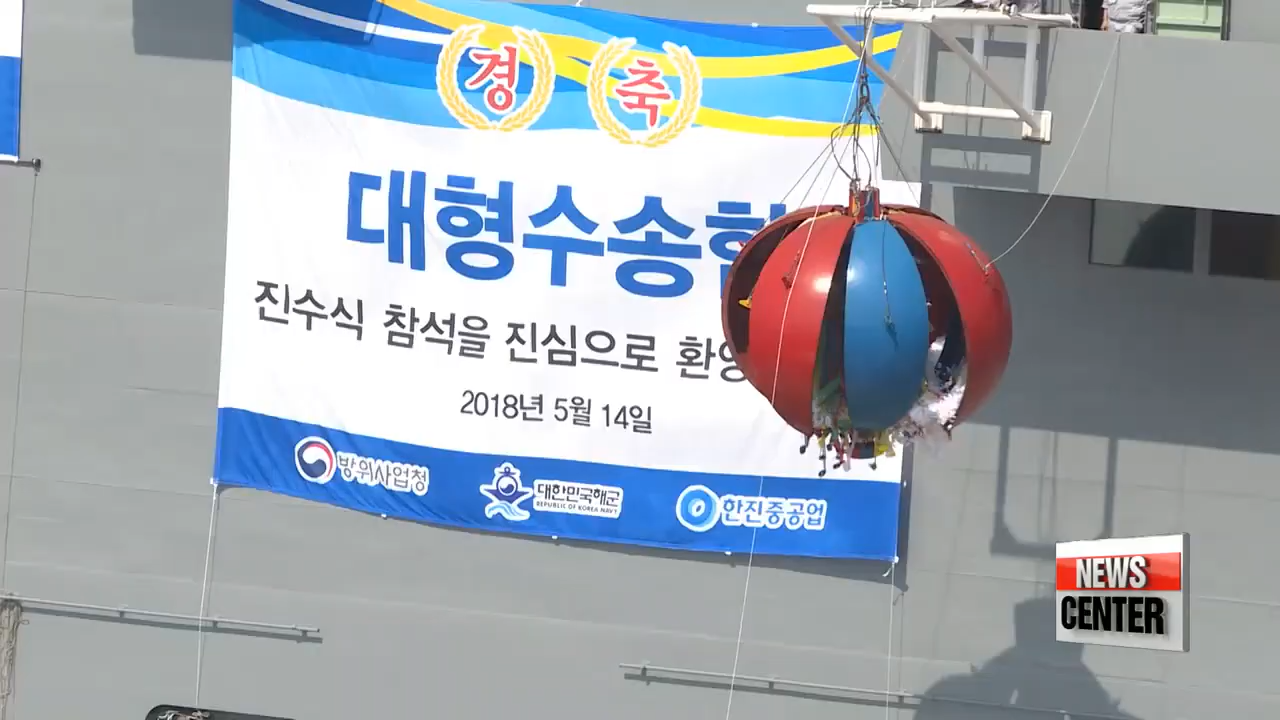 경 축
대형수송
진수식 참석을 진심으로 환
2018년 5월 14일
방위사업청
대한민국해군
REPUBLIC OF KOREA NAVY
한진중공업
NEWS
CENTER